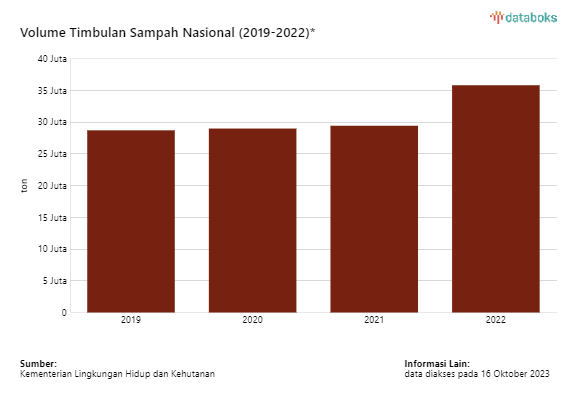 databoks
Volume Timbulan Sampah Nasional (2019-2022)*
40 Juta
35 Juta
30 Juta
25 Juta
20 Juta
15 Juta
10 Juta
5 Juta
0
ton
2019 2020 2021 2022
Sumber:
Kementerian Lingkungan Hidup dan Kehutanan
Informasi Lain:
data diakses pada 16 Oktober 2023